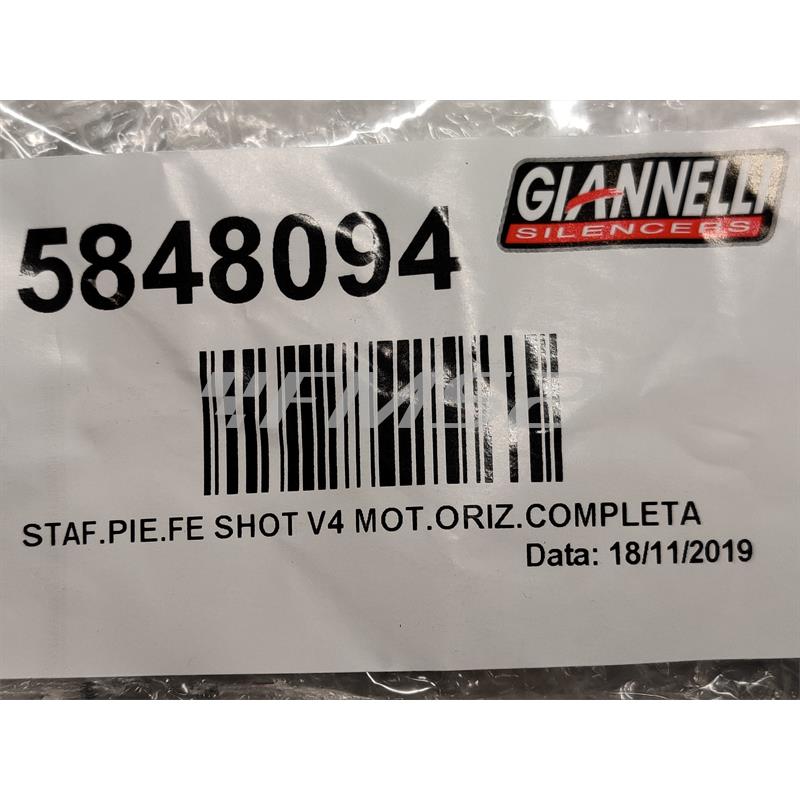 GIANNELLI
SILENCERS
5848094
STAF.PIE.FE SHOT V4 MOT.ORIZ.COMPLETA
Data: 18/11/2019